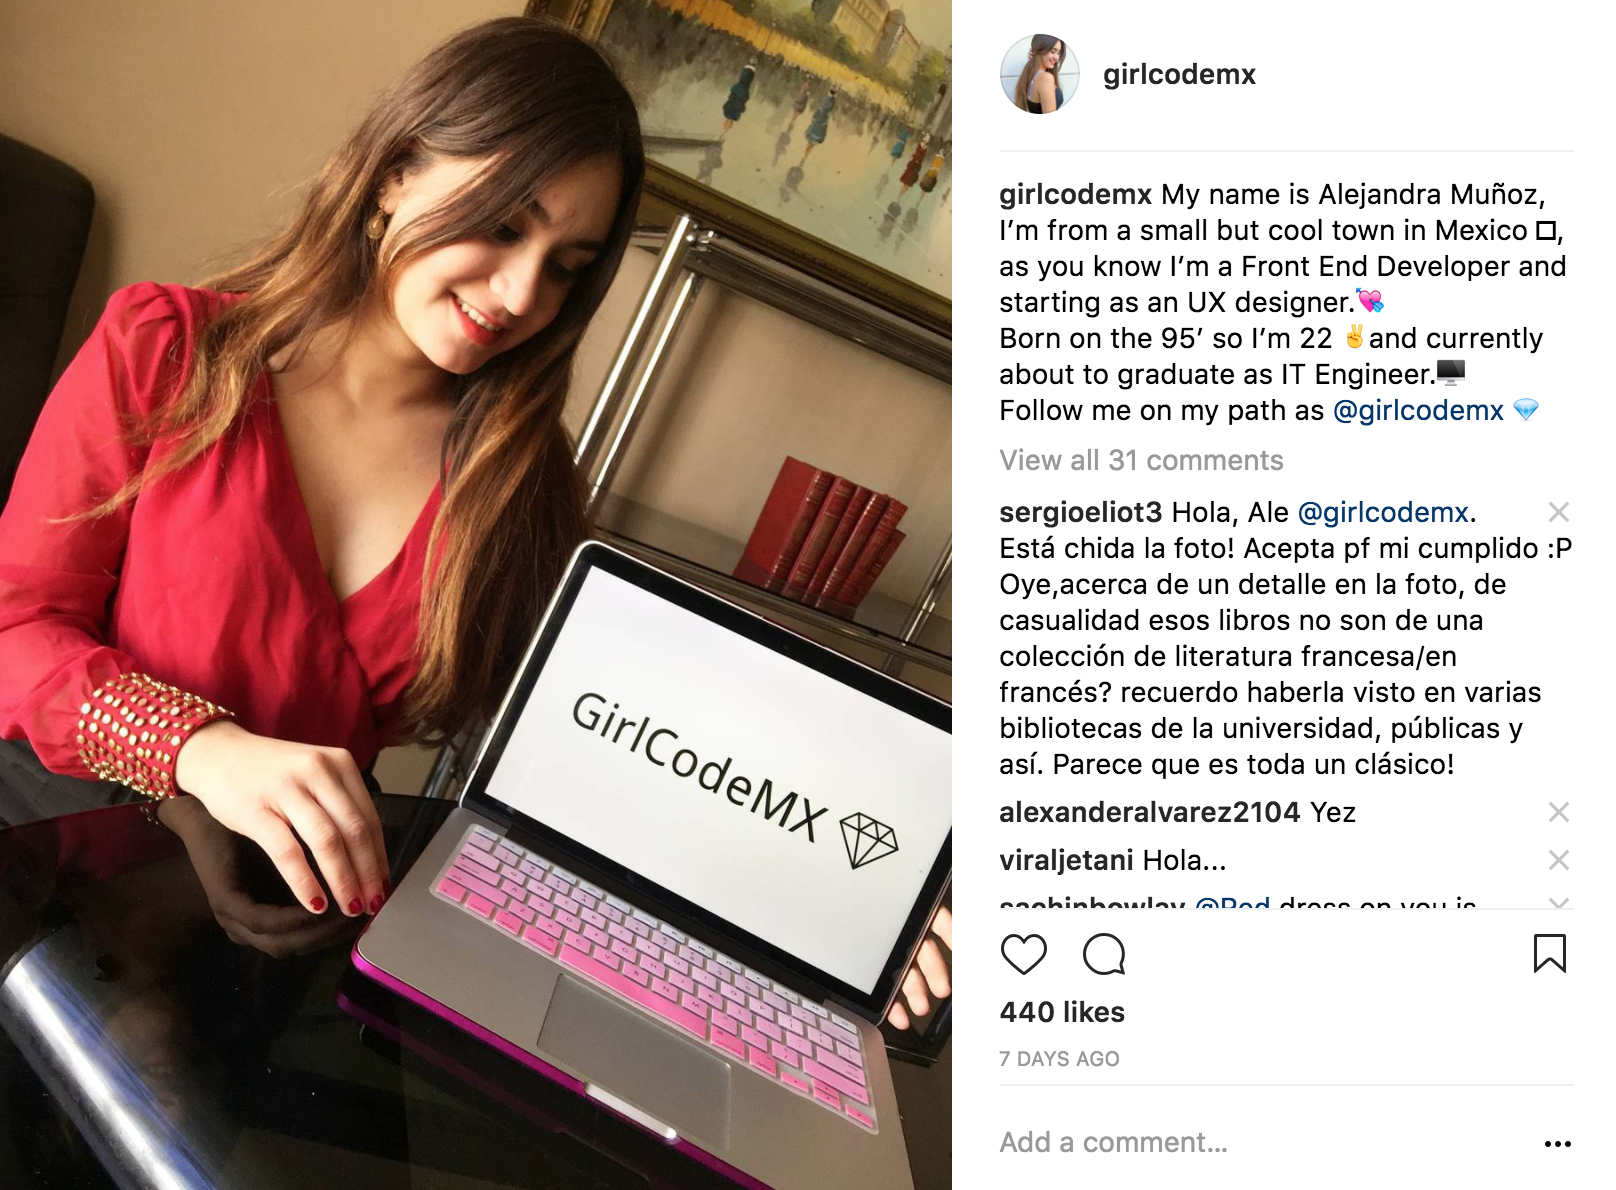 GirlCodeMX
girlcodemx
girlcodemx My name is Alejandra Muñoz,
I’m from a small but cool town in Mexico 🞎,
as you know I’m a Front End Developer and
starting as an UX designer.💘
Born on the 95’ so I’m 22 ✌️and currently
about to graduate as IT Engineer.🖥️
Follow me on my path as @girlcodemx 💎
View all 31 comments
sergioeliot3 Hola, Ale @girlcodemx.
Está chida la foto! Acepta pf mi cumplido :P
Oye,acerca de un detalle en la foto, de
casualidad esos libros no son de una
colección de literatura francesa/en
francés? recuerdo haberla visto en varias
bibliotecas de la universidad, públicas y
así. Parece que es toda un clásico!
alexanderalvarez2104 Yez
viraljetani Hola...
sachinbowlay @Red dress on you is
440 likes
7 DAYS AGO
Add a comment...